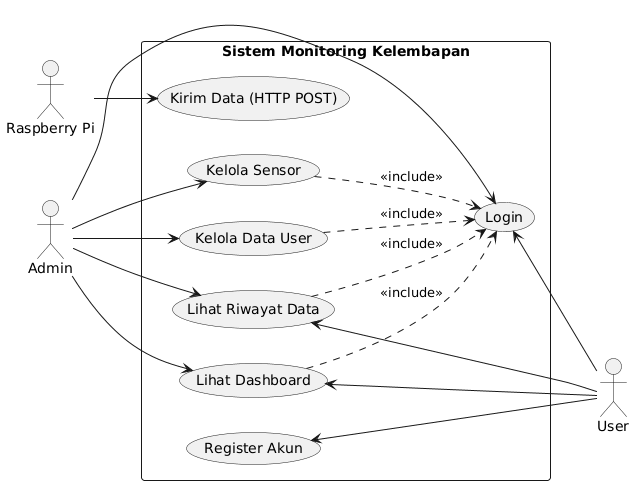 Sistem Monitoring Kelembapan
Raspberry Pi
Kirim Data (HTTP POST)
Kelola Sensor
«include»
Login
Admin
Kelola Data User
«include»
«include»
Lihat Riwayat Data
«include»
Lihat Dashboard
User
Register Akun